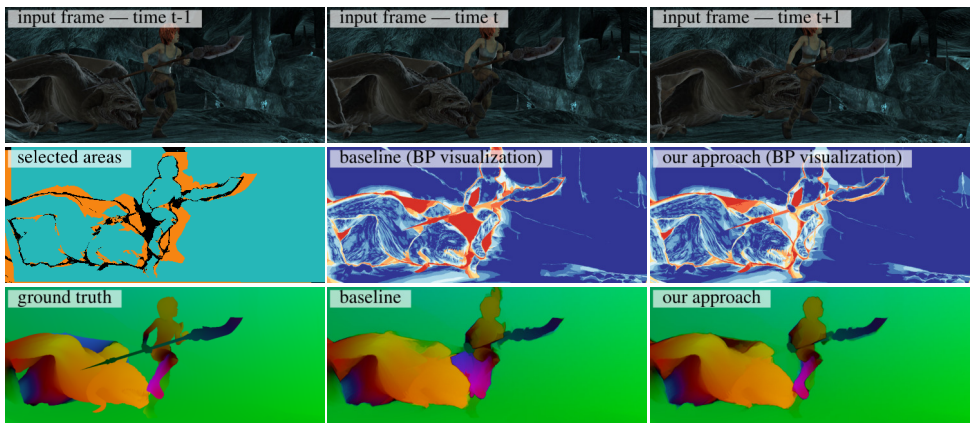 input frame — time t-1
input frame — time t
input frame — time t+1
selected areas
baseline (BP visualization)
our approach (BP visualization)
ground truth
baseline
our approach